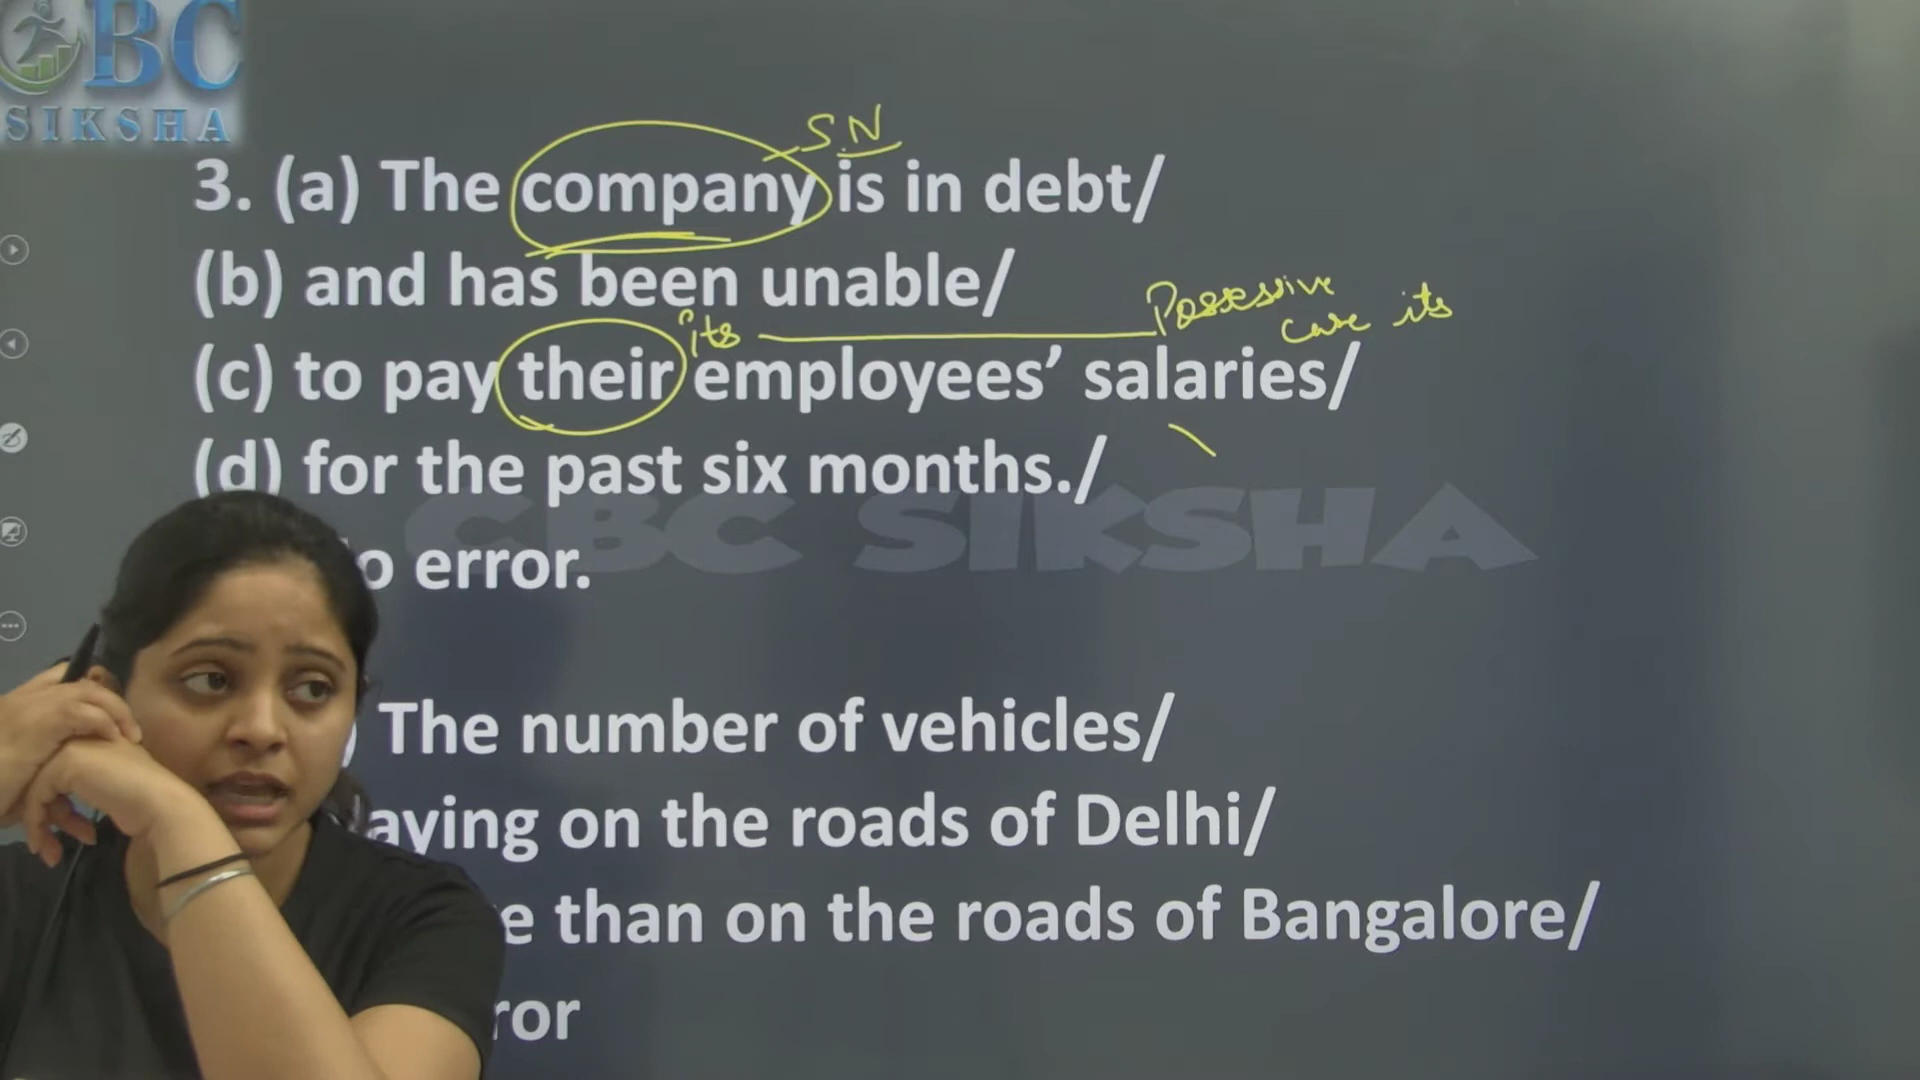 CBC
SIKSHA
S.N
3. (a) The company is in debt/
(b) and has been unable/
its Possessive case its
(c) to pay their employees' salaries/
(d) for the past six months./
CBC SIKSHA
o error.
) The number of vehicles/
aying on the roads of Delhi/
e than on the roads of Bangalore/
ror